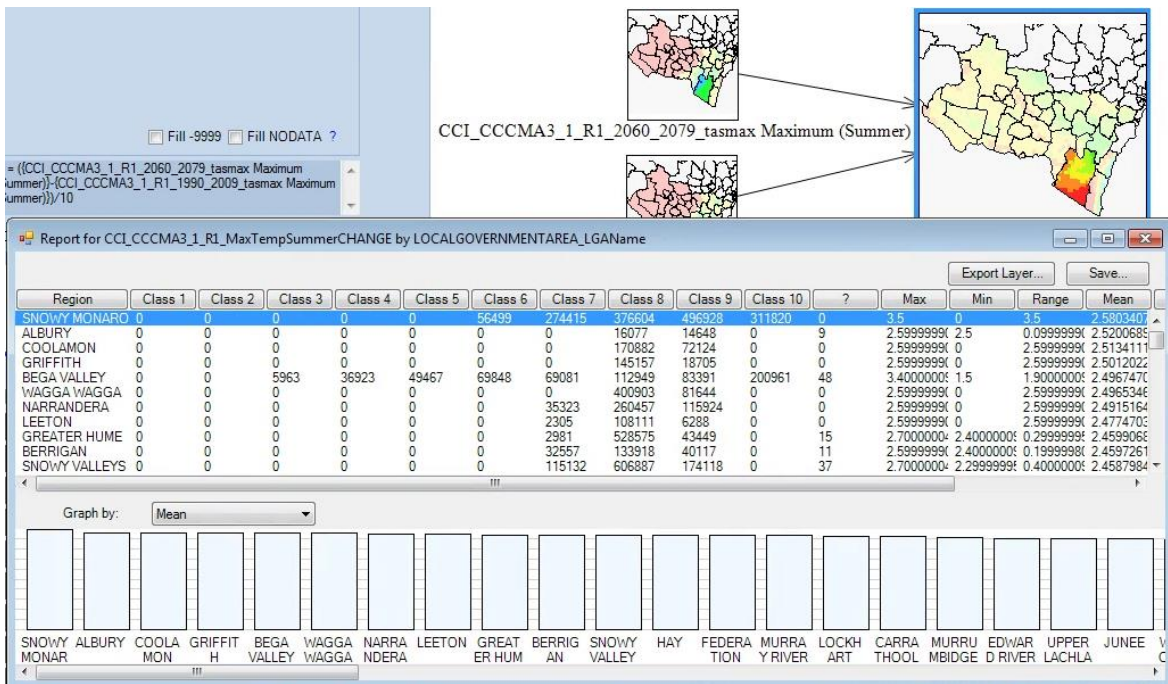 Fill -9999 Fill NODATA ?
= ({CCI_CCCMA3_1_R1_2060_2079_tasmax Maximum
Summer)}-{CCI_CCCMA3_1_R1_1990_2009_tasmax Maximum
Summer)})/10
CCI_CCCMA3_1_R1_2060_2079_tasmax Maximum (Summer)
Report for CCI_CCCMA3_1_R1_MaxTempSummerCHANGE by LOCALGOVERNMENTAREA_LGAName
Export Layer... Save...
Region Class 1 Class 2 Class 3 Class 4 Class 5 Class 6 Class 7 Class 8 Class 9 Class 10 ? Max Min Range Mean
SNOWY MONARO 0 0 0 0 0 56499 274415 376604 496928 311820 0 3.5 0 3.5 2.5803407
ALBURY 0 0 0 0 0 0 0 16077 14648 0 9 2.5999999( 2.5 0.0999999( 2.5200689
COOLAMON 0 0 0 0 0 0 0 170882 72124 0 0 2.5999999( 0 2.5999999( 2.5134111
GRIFFITH 0 0 0 0 0 0 0 145157 18705 0 0 2.5999999( 0 2.5999999( 2.5012022
BEGA VALLEY 0 0 5963 36923 49467 69848 69081 112949 83391 200961 48 3.4000000 1.5 1.9000000 2.4967470
WAGGA WAGGA 0 0 0 0 0 0 0 400903 81644 0 0 2.5999999( 0 2.5999999( 2.4965346
NARRANDERA 0 0 0 0 0 0 35323 260457 115924 0 0 2.5999999( 0 2.5999999( 2.4915164
LEETON 0 0 0 0 0 0 2305 108111 6288 0 0 2.5999999( 0 2.5999999( 2.4774703
GREATER HUME 0 0 0 0 0 0 2981 528575 43449 0 15 2.7000000 2.4000000 0.2999999 2.4599068
BERRIGAN 0 0 0 0 0 0 32557 133918 40117 0 11 2.5999999( 2.4000000 0.1999998( 2.4597261
SNOWY VALLEYS 0 0 0 0 0 0 115132 606887 174118 0 37 2.7000000 2.2999999 0.4000000 2.4587984
Graph by: Mean
SNOWY ALBURY COOLA GRIFFIT BEGA WAGGA NARRA LEETON GREAT BERRIG SNOWY HAY FEDERA MURRA LOCKH CARRA MURRU EDWAR UPPER JUNEE
MONAR MON H VALLEY WAGGA NDERA ER HUM AN VALLEY TION Y RIVER ART THOOL MBIDGE D RIVER LACHLA